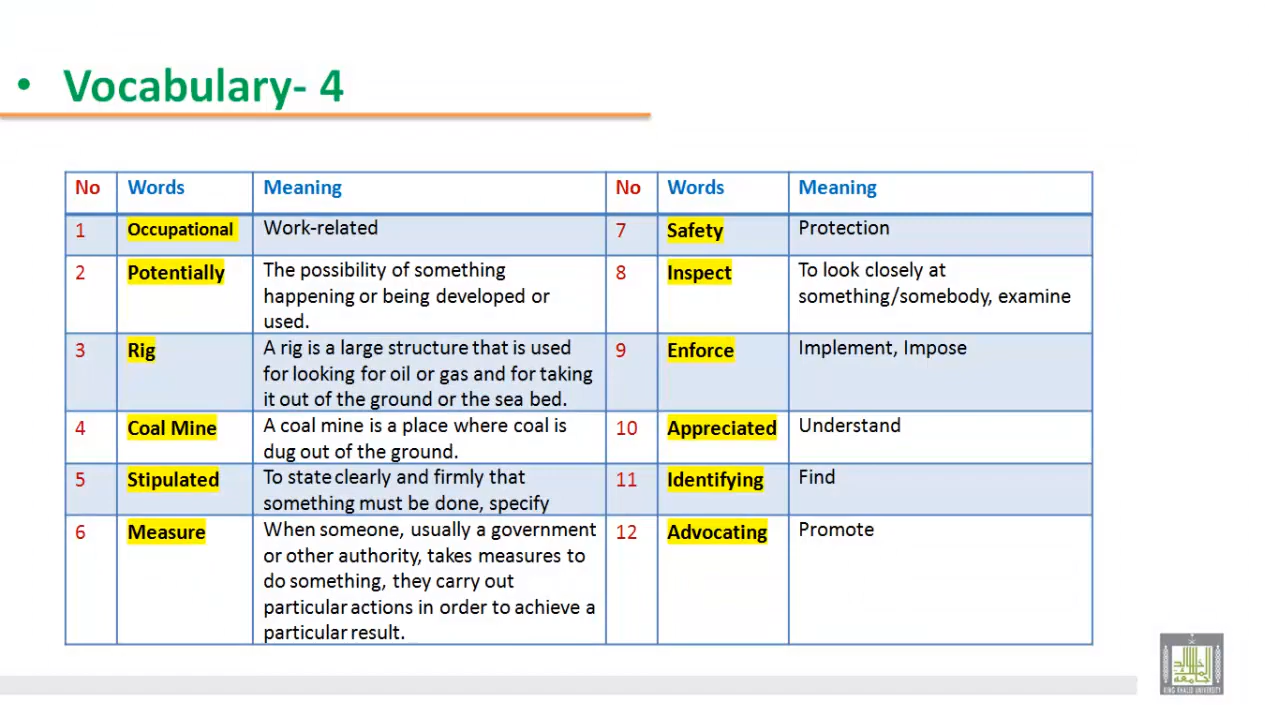 • Vocabulary- 4
No Words Meaning No Words Meaning
1 Occupational Work-related 7 Safety Protection
2 Potentially The possibility of something
happening or being developed or
used.
8 Inspect To look closely at
something/somebody, examine
3 Rig A rig is a large structure that is used
for looking for oil or gas and for taking
it out of the ground or the sea bed.
9 Enforce Implement, Impose
4 Coal Mine A coal mine is a place where coal is
dug out of the ground.
10 Appreciated Understand
5 Stipulated To state clearly and firmly that
something must be done, specify
11 Identifying Find
6 Measure When someone, usually a government
or other authority, takes measures to
do something, they carry out
particular actions in order to achieve a
particular result.
12 Advocating Promote
KING KHALID UNIVERSITY